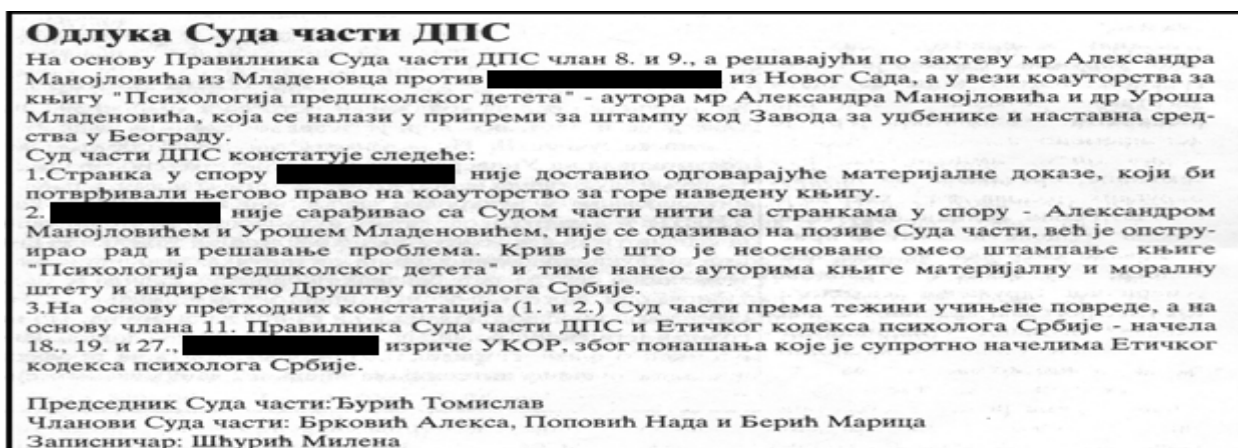 Одлука Суда части ДПС
На основу Правилника Суда части ДПС члан 8. и 9., а решавајући по захтеву мр Александра
Манојловића из Младеновца против из Новог Сада, а у вези коауторства за
књигу "Психологија предшколског детета" - аутора мр Александра Манојловића и др Уроша
Младеновића, која се налази у припреми за штампу код Завода за уџбенике и наставна сред-
ства у Београду.
Суд части ДПС констатује следеће:
1.Странка у спору није доставио одговарајуће материјалне доказе, који би
потврђивали његово право на коауторство за горе наведену књигу.
2. није сарађивао са Судом части нити са странкама у спору - Александром
Манојловићем и Урошем Младеновићем, није се одазивао на позиве Суда части, већ је опстру-
ирао рад и решавање проблема. Крив је што је неосновано омео штампање књиге
"Психологија предшколског детета" и тиме нанео ауторима књиге материјалну и моралну
штету и индиректно Друштву психолога Србије.
3.На основу претходних констатација (1. и 2.) Суд части према тежини учињене повреде, а на
основу члана 11. Правилника Суда части ДПС и Етичког кодекса психолога Србије - начела
18., 19. и 27., изриче УКОР, због понашања које је супротно начелима Етичког
кодекса психолога Србије.
Председник Суда части:Ђурић Томислав
Чланови Суда части: Брковић Алекса, Поповић Нада и Берић Марица
Записничар: Шћурић Милена